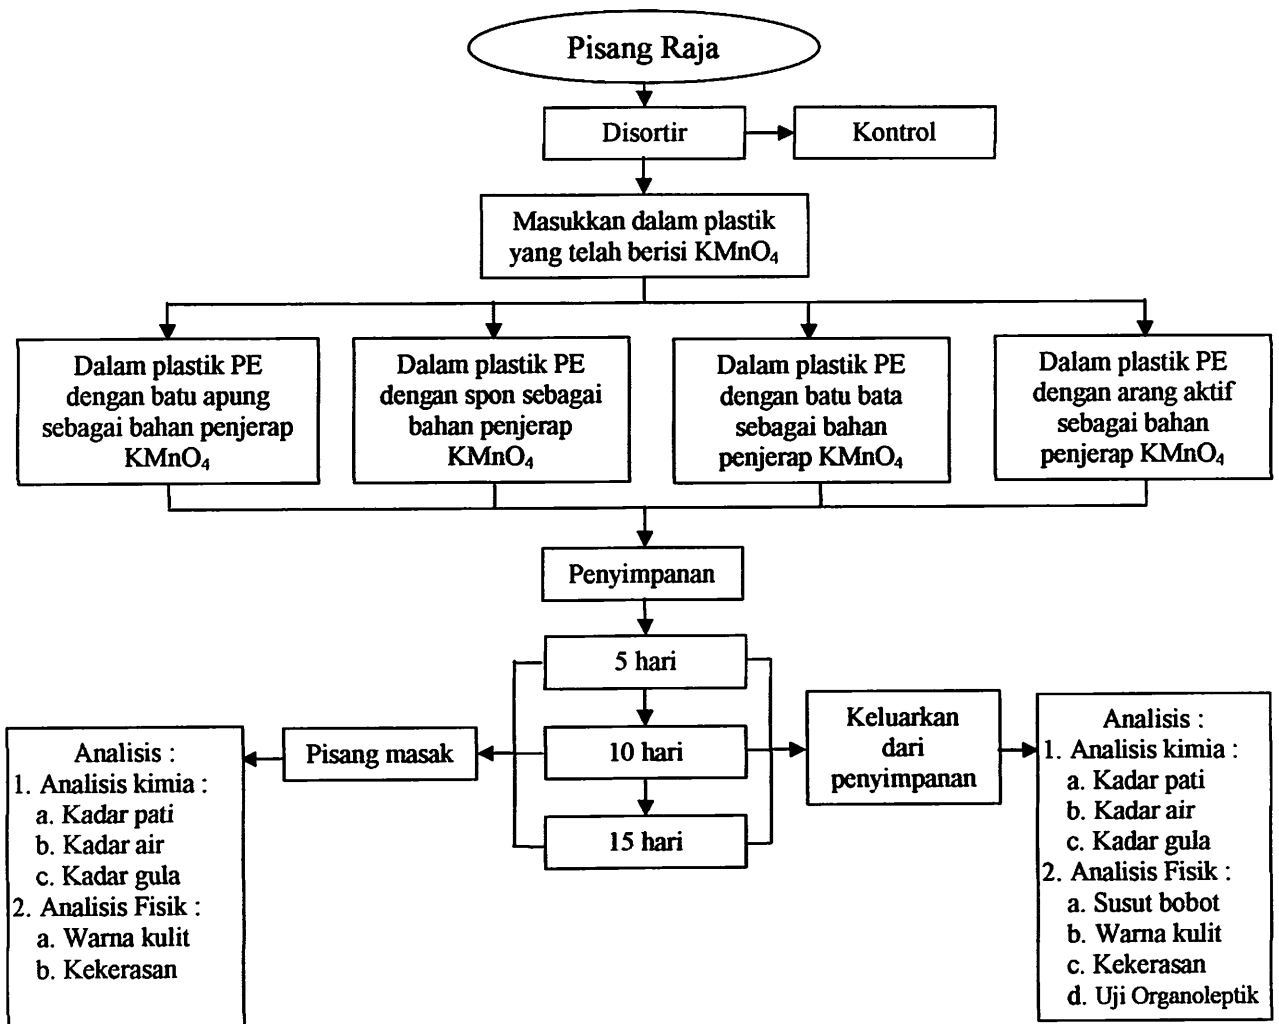 Pisang Raja
Disortir
Kontrol
Masukkan dalam plastik
yang telah berisi KMnO₄
Dalam plastik PE
dengan batu apung
sebagai bahan penjerap
KMnO₄
Dalam plastik PE
dengan spon sebagai
bahan penjerap
KMnO₄
Dalam plastik PE
dengan batu bata
sebagai bahan
penjerap KMnO₄
Dalam plastik PE
dengan arang aktif
sebagai bahan
penjerap KMnO₄
Penyimpanan
5 hari
10 hari
15 hari
Pisang masak
Analisis :
1. Analisis kimia :
a. Kadar pati
b. Kadar air
c. Kadar gula
2. Analisis Fisik :
a. Warna kulit
b. Kekerasan
Keluarkan
dari
penyimpanan
Analisis :
1. Analisis kimia :
a. Kadar pati
b. Kadar air
c. Kadar gula
2. Analisis Fisik :
a. Susut bobot
b. Warna kulit
c. Kekerasan
d. Uji Organoleptik